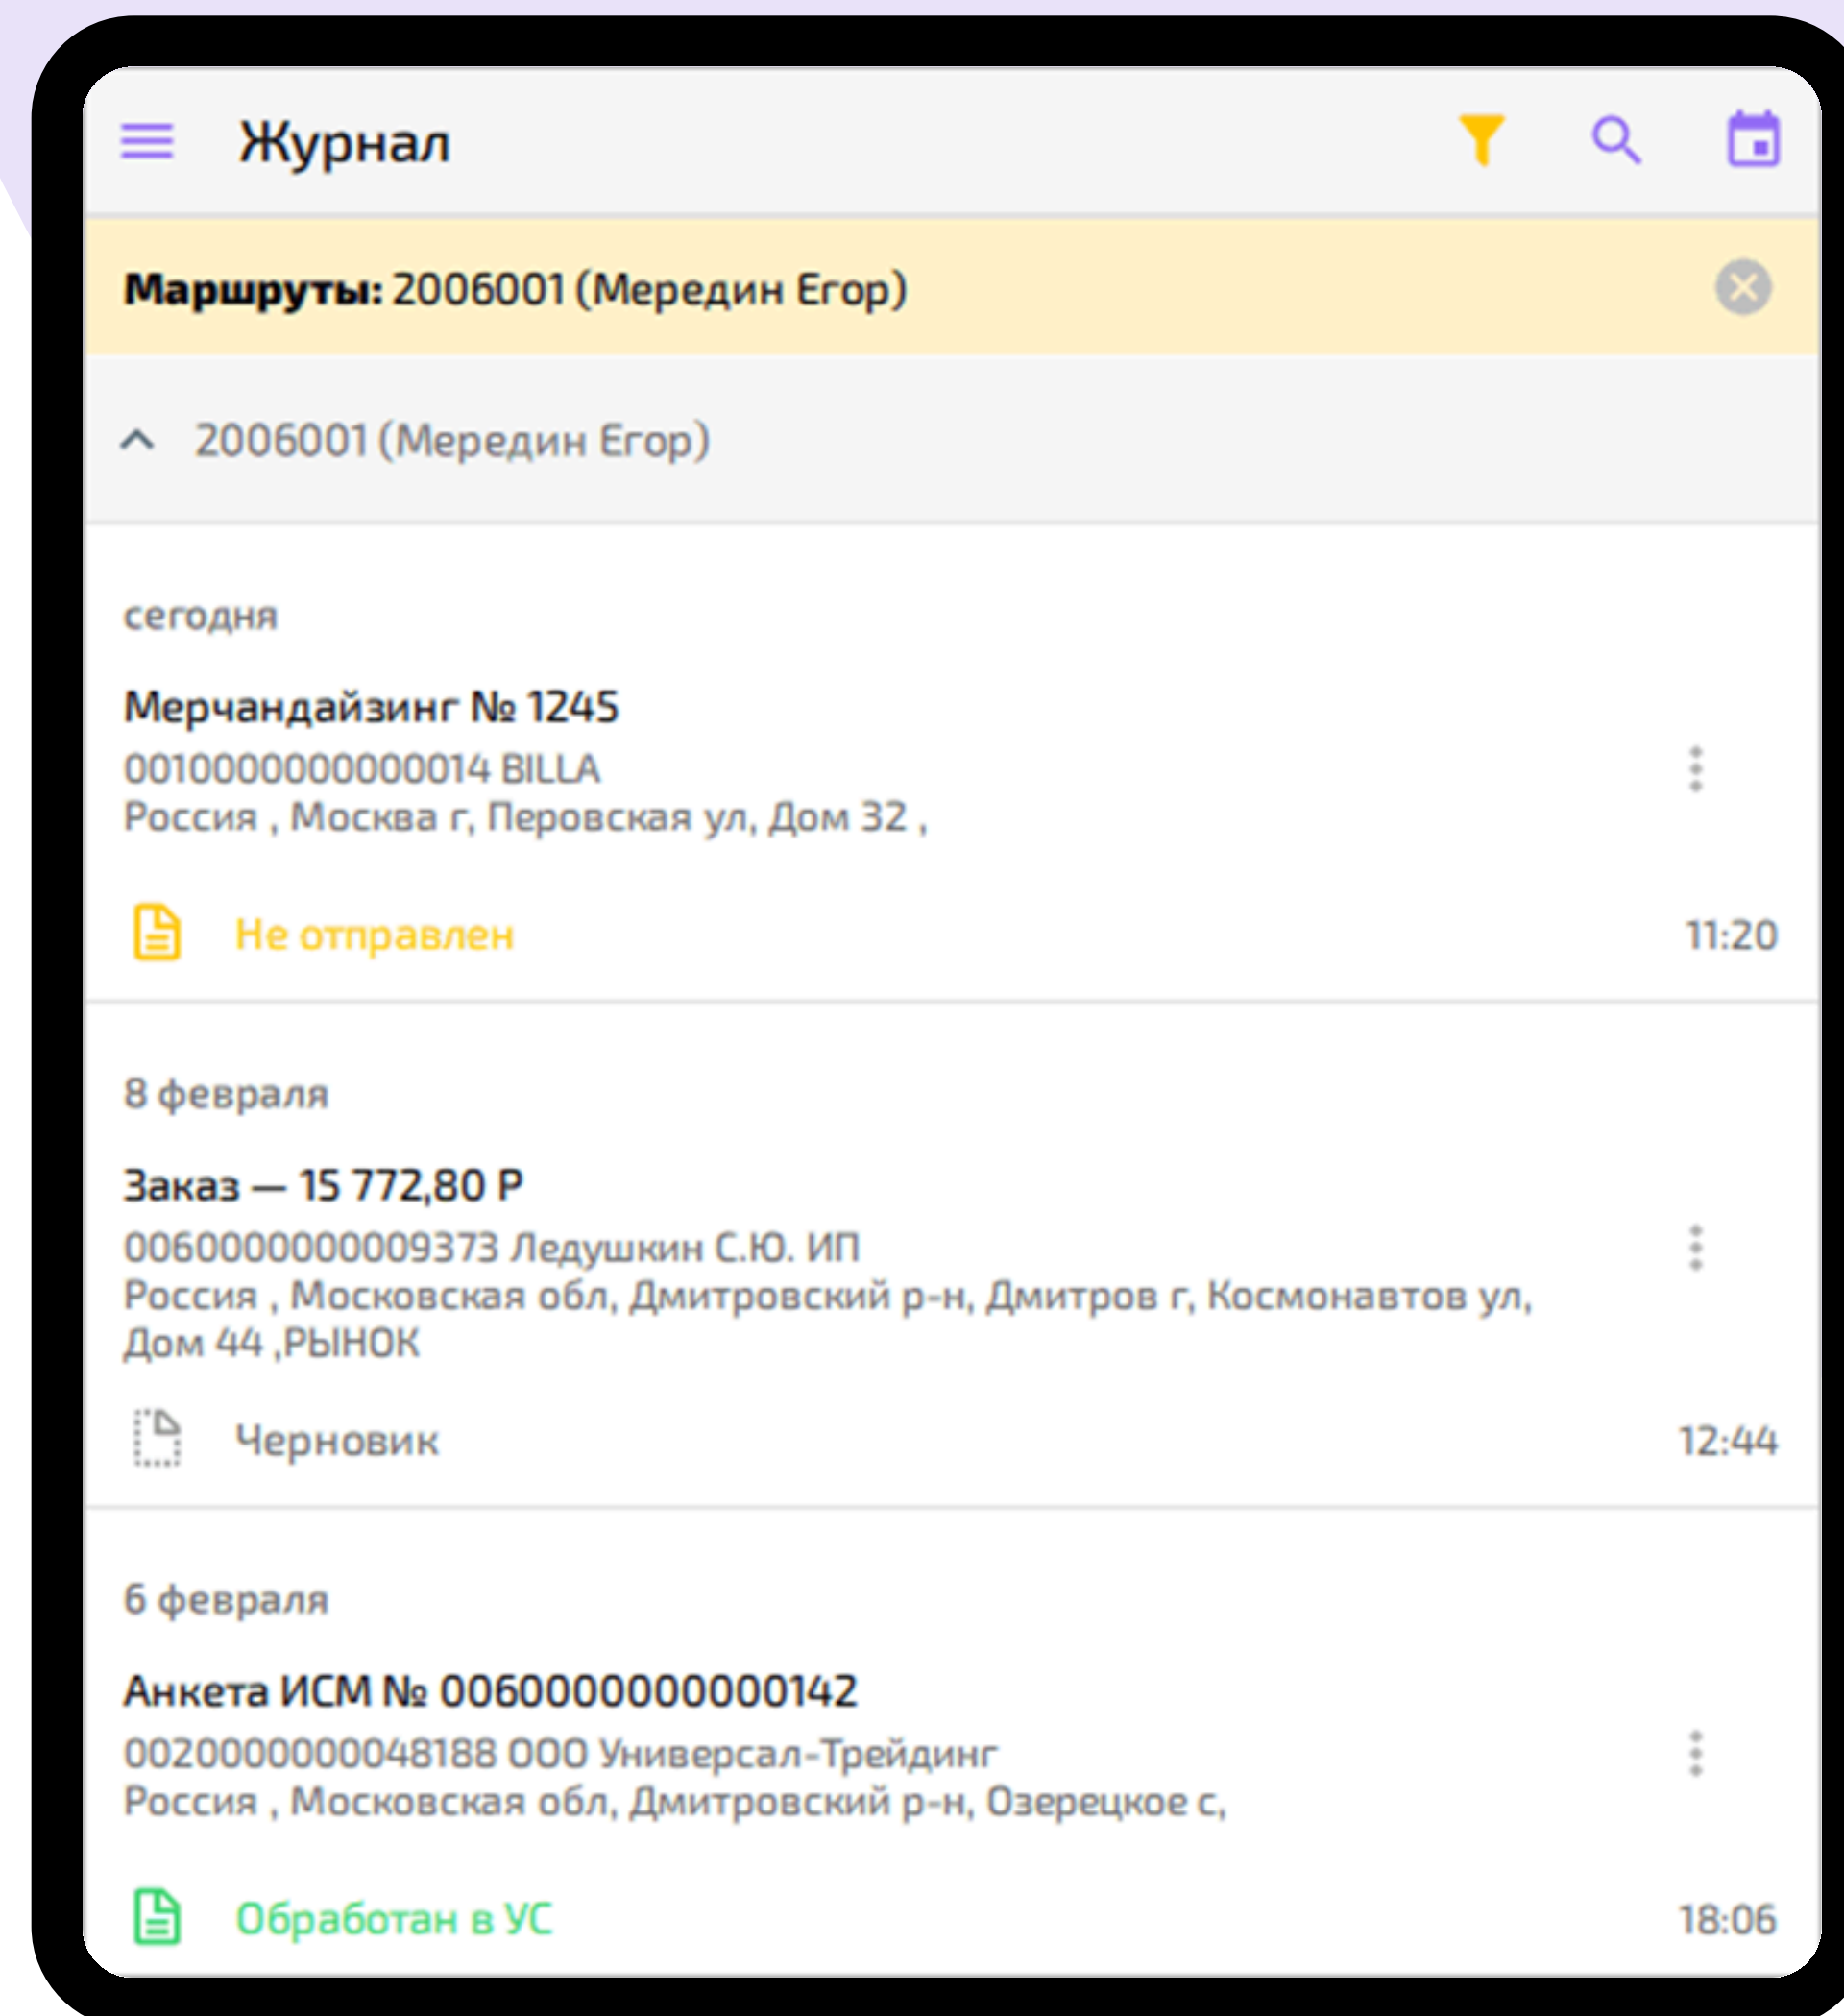 Журнал
Маршруты: 2006001 (Мередин Егор)
2006001 (Мередин Егор)
сегодня
Мерчандайзинг № 1245
0010000000000014 BILLA
Россия , Москва г, Перовская ул, Дом 32 ,
Не отправлен
11:20
8 февраля
Заказ — 15 772,80 Р
0060000000009373 Ледушкин С.Ю. ИП
Россия , Московская обл, Дмитровский р-н, Дмитров г, Космонавтов ул,
Дом 44 ,РЫНОК
Черновик
12:44
6 февраля
Анкета ИСМ № 0060000000000142
0020000000048188 ООО Универсал-Трейдинг
Россия , Московская обл, Дмитровский р-н, Озерецкое с,
Обработан в УС
18:06